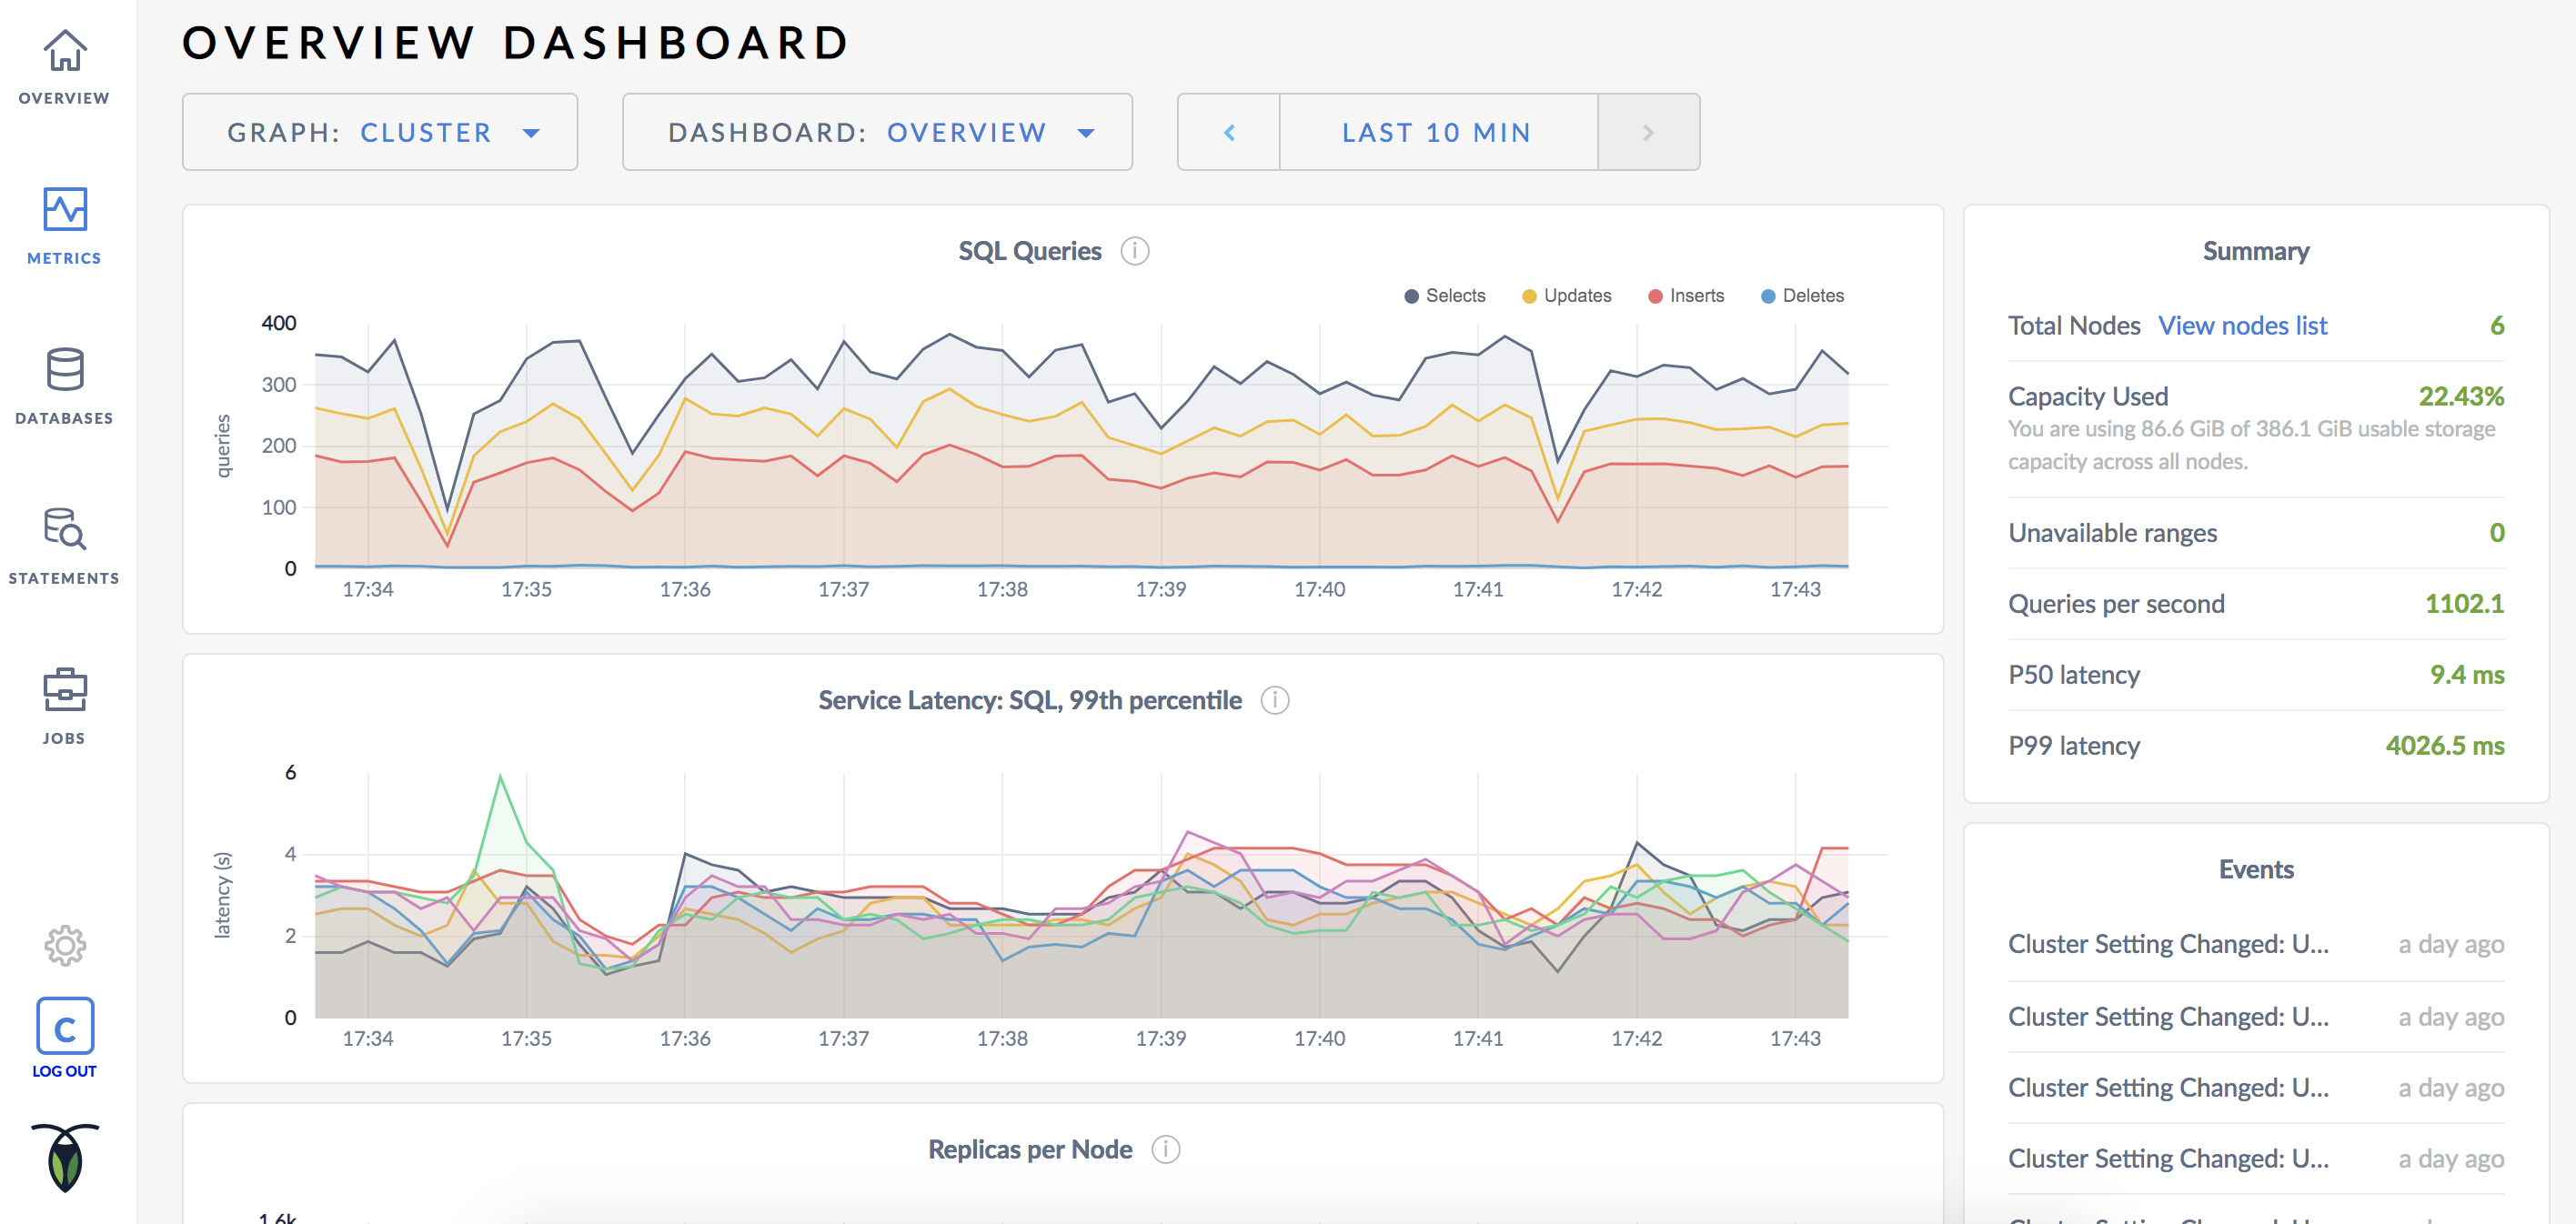 OVERVIEW DASHBOARD
OVERVIEW
METRICS
DATABASES
STATEMENTS
JOBS
C
LOG OUT
GRAPH: CLUSTER
DASHBOARD: OVERVIEW
LAST 10 MIN
SQL Queries
Selects Updates Inserts Deletes
queries
400
300
200
100
0
17:34 17:35 17:36 17:37 17:38 17:39 17:40 17:41 17:42 17:43
Service Latency: SQL, 99th percentile
latency (s)
6
4
2
0
17:34 17:35 17:36 17:37 17:38 17:39 17:40 17:41 17:42 17:43
Replicas per Node
1.6k
Summary
Total Nodes View nodes list 6
Capacity Used 22.43%
You are using 86.6 GiB of 386.1 GiB usable storage
capacity across all nodes.
Unavailable ranges 0
Queries per second 1102.1
P50 latency 9.4 ms
P99 latency 4026.5 ms
Events
Cluster Setting Changed: U... a day ago
Cluster Setting Changed: U... a day ago
Cluster Setting Changed: U... a day ago
Cluster Setting Changed: U... a day ago